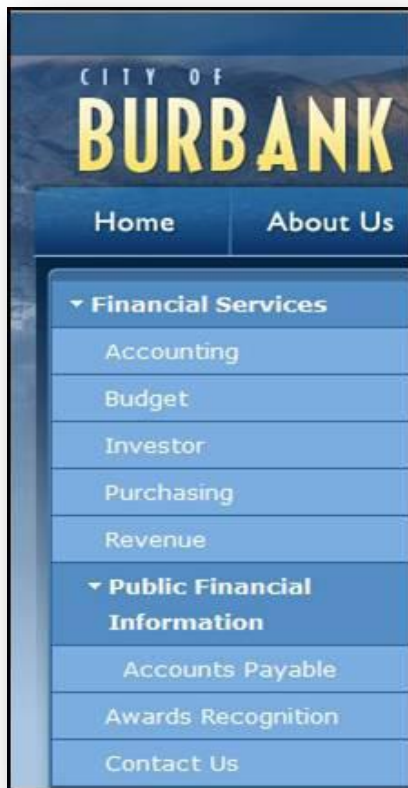 CITY OF
BURBANK
Home About Us
Financial Services
Accounting
Budget
Investor
Purchasing
Revenue
Public Financial
Information
Accounts Payable
Awards Recognition
Contact Us